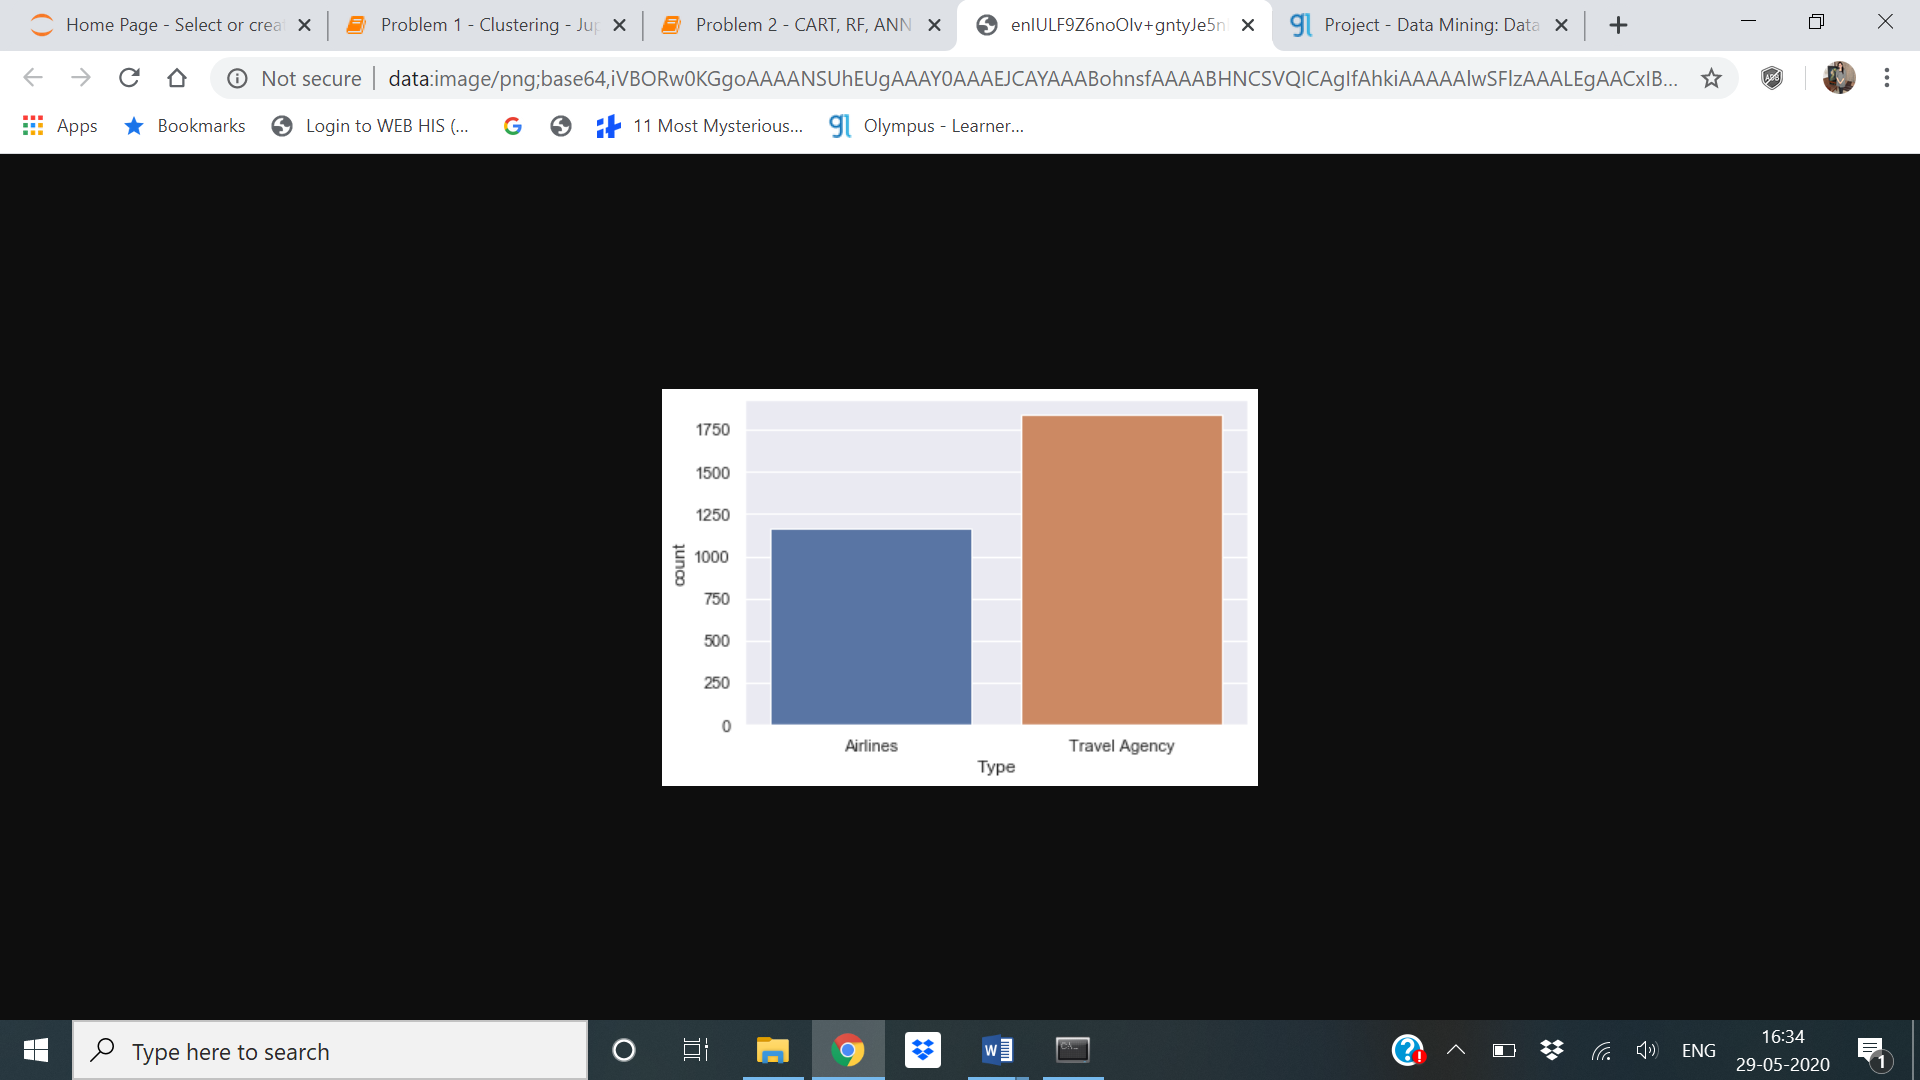 Home Page - Select or crea
Problem 1 - Clustering - Jup
Problem 2 - CART, RF, ANN
enIULF9Z6noOIv+gntyJe5n
Project - Data Mining: Data
Not secure
data:image/png;base64,iVBORw0KGgoAAAANSUhEUgAAAY0AAAEJCAYAAABohnsfAAAABHNCSVQICAgIfAhkiAAAAAlwSFlzAAALEgAACxIB...
Apps
Bookmarks
Login to WEB HIS (...
11 Most Mysterious...
Olympus - Learner...
1750
1500
1250
1000
750
500
250
0
count
Airlines
Travel Agency
Type
Type here to search
ENG
16:34
29-05-2020
1